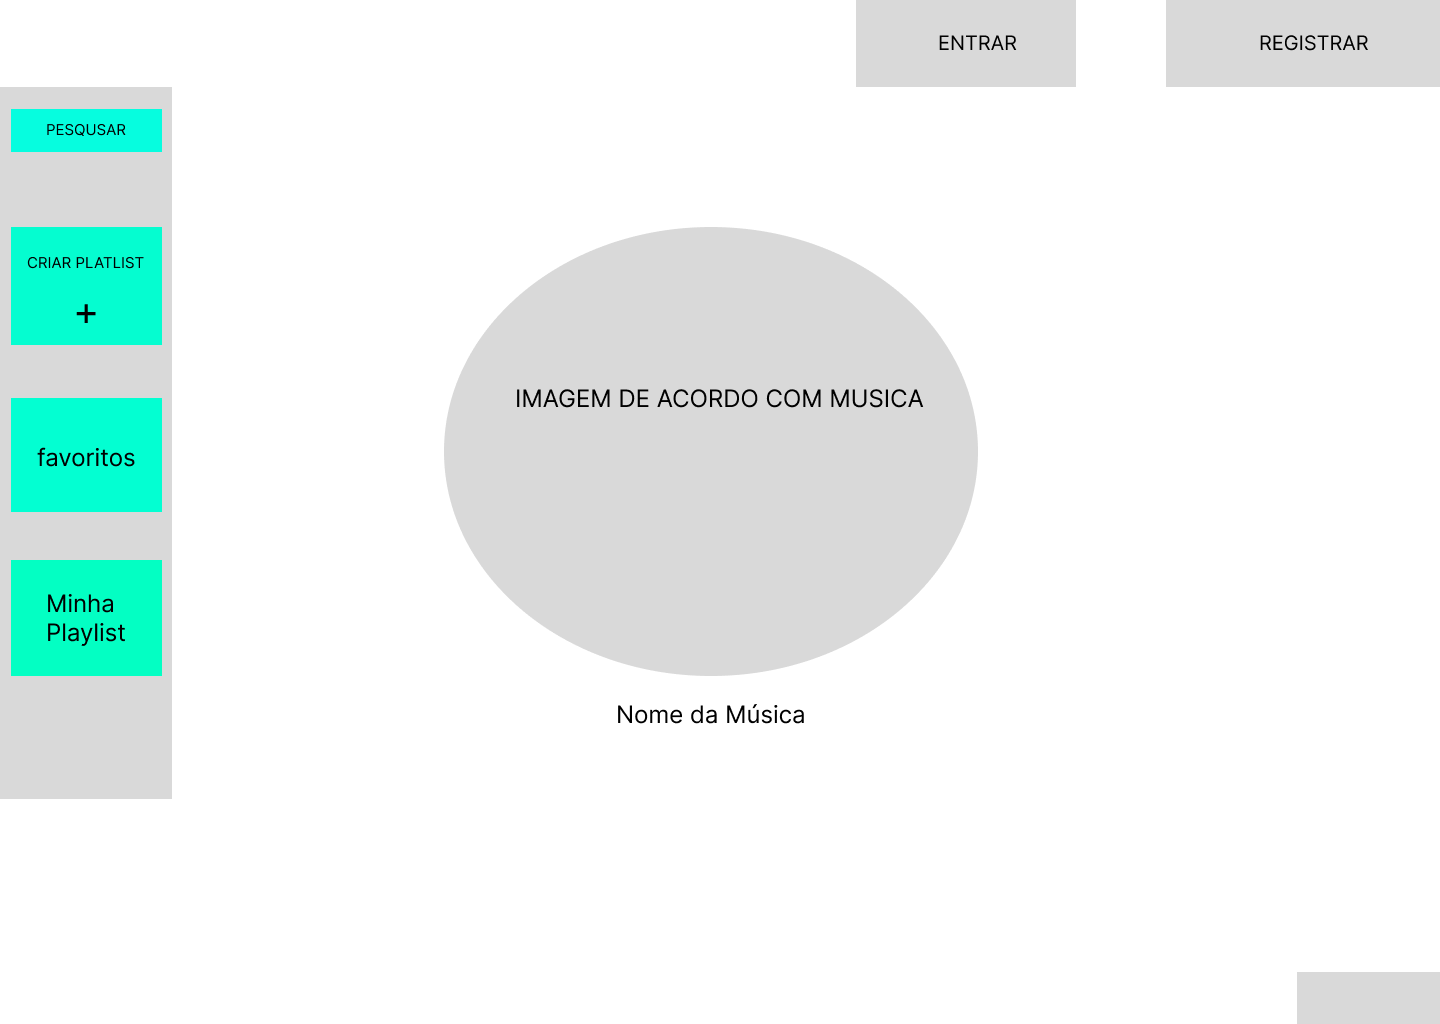 ENTRAR
REGISTRAR
PESQUSAR
CRIAR PLATLIST
+
favoritos
Minha
Playlist
IMAGEM DE ACORDO COM MUSICA
Nome da Música